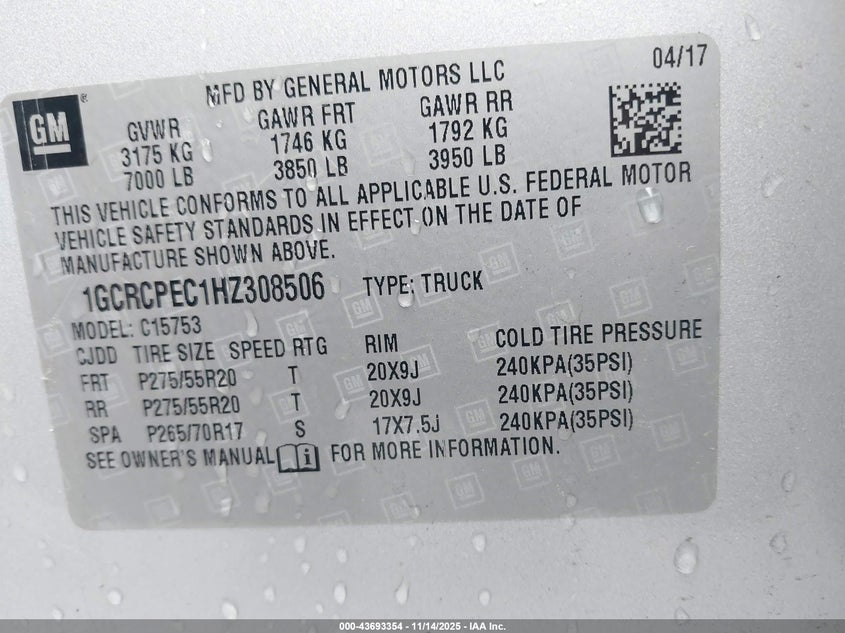 04/17
MFD BY GENERAL MOTORS LLC
GM®
GVWR GAWR FRT GAWR RR
3175 KG 1746 KG 1792 KG
7000 LB 3850 LB 3950 LB
THIS VEHICLE CONFORMS TO ALL APPLICABLE U.S. FEDERAL MOTOR
VEHICLE SAFETY STANDARDS IN EFFECT ON THE DATE OF
MANUFACTURE SHOWN ABOVE.
1GCRCPEC1HZ308506 TYPE: TRUCK
MODEL: C15753
CJDD TIRE SIZE SPEED RTG RIM COLD TIRE PRESSURE
FRT P275/55R20 T 20X9J 240KPA(35PSI)
RR P275/55R20 T 20X9J 240KPA(35PSI)
SPA P265/70R17 S 17X7.5J 240KPA(35PSI)
SEE OWNER'S MANUAL i FOR MORE INFORMATION.
000-43693354 | 11/14/2025 - IAA Inc.